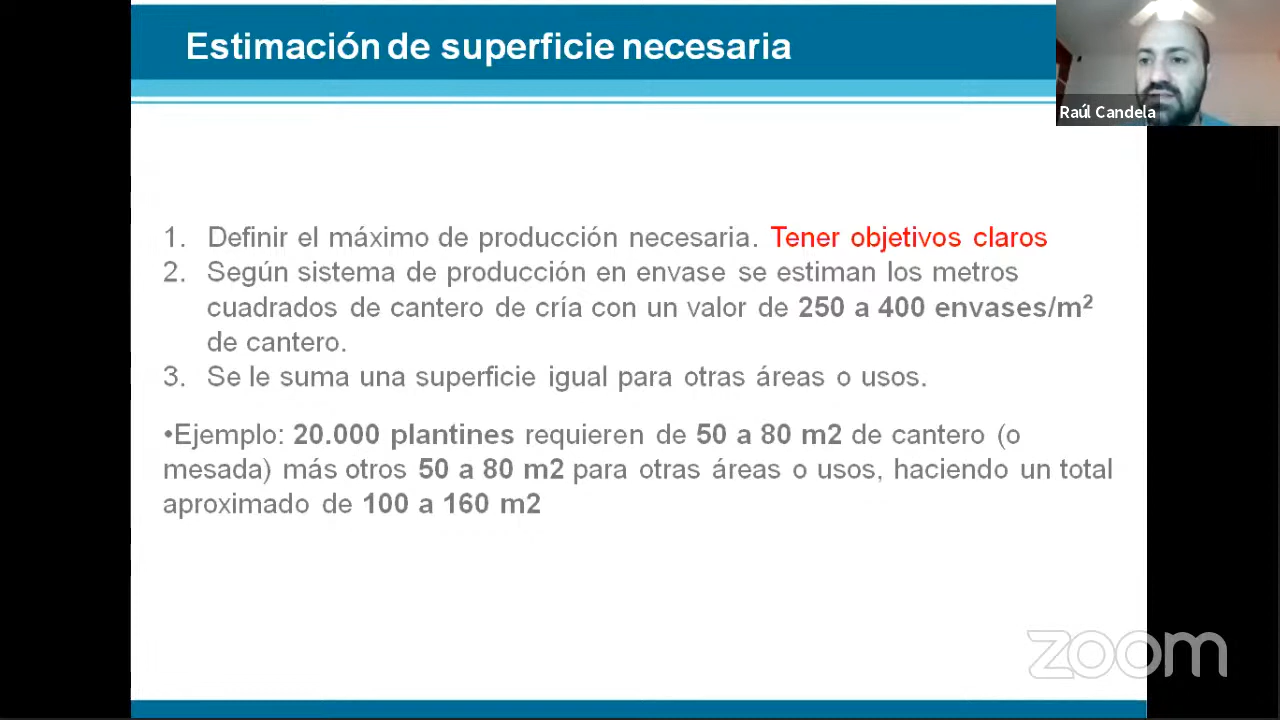 Estimación de superficie necesaria
Raúl Candela
1. Definir el máximo de producción necesaria. Tener objetivos claros
2. Según sistema de producción en envase se estiman los metros
cuadrados de cantero de cría con un valor de 250 a 400 envases/m²
de cantero.
3. Se le suma una superficie igual para otras áreas o usos.
•Ejemplo: 20.000 plantines requieren de 50 a 80 m2 de cantero (o
mesada) más otros 50 a 80 m2 para otras áreas o usos, haciendo un total
aproximado de 100 a 160 m2
zoom